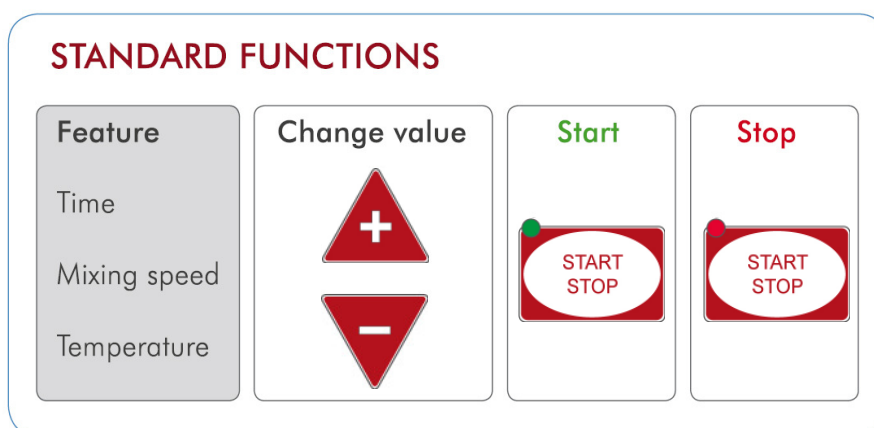 STANDARD FUNCTIONS
Feature
Time
Mixing speed
Temperature
Change value
+
−
Start
START
STOP
Stop
START
STOP